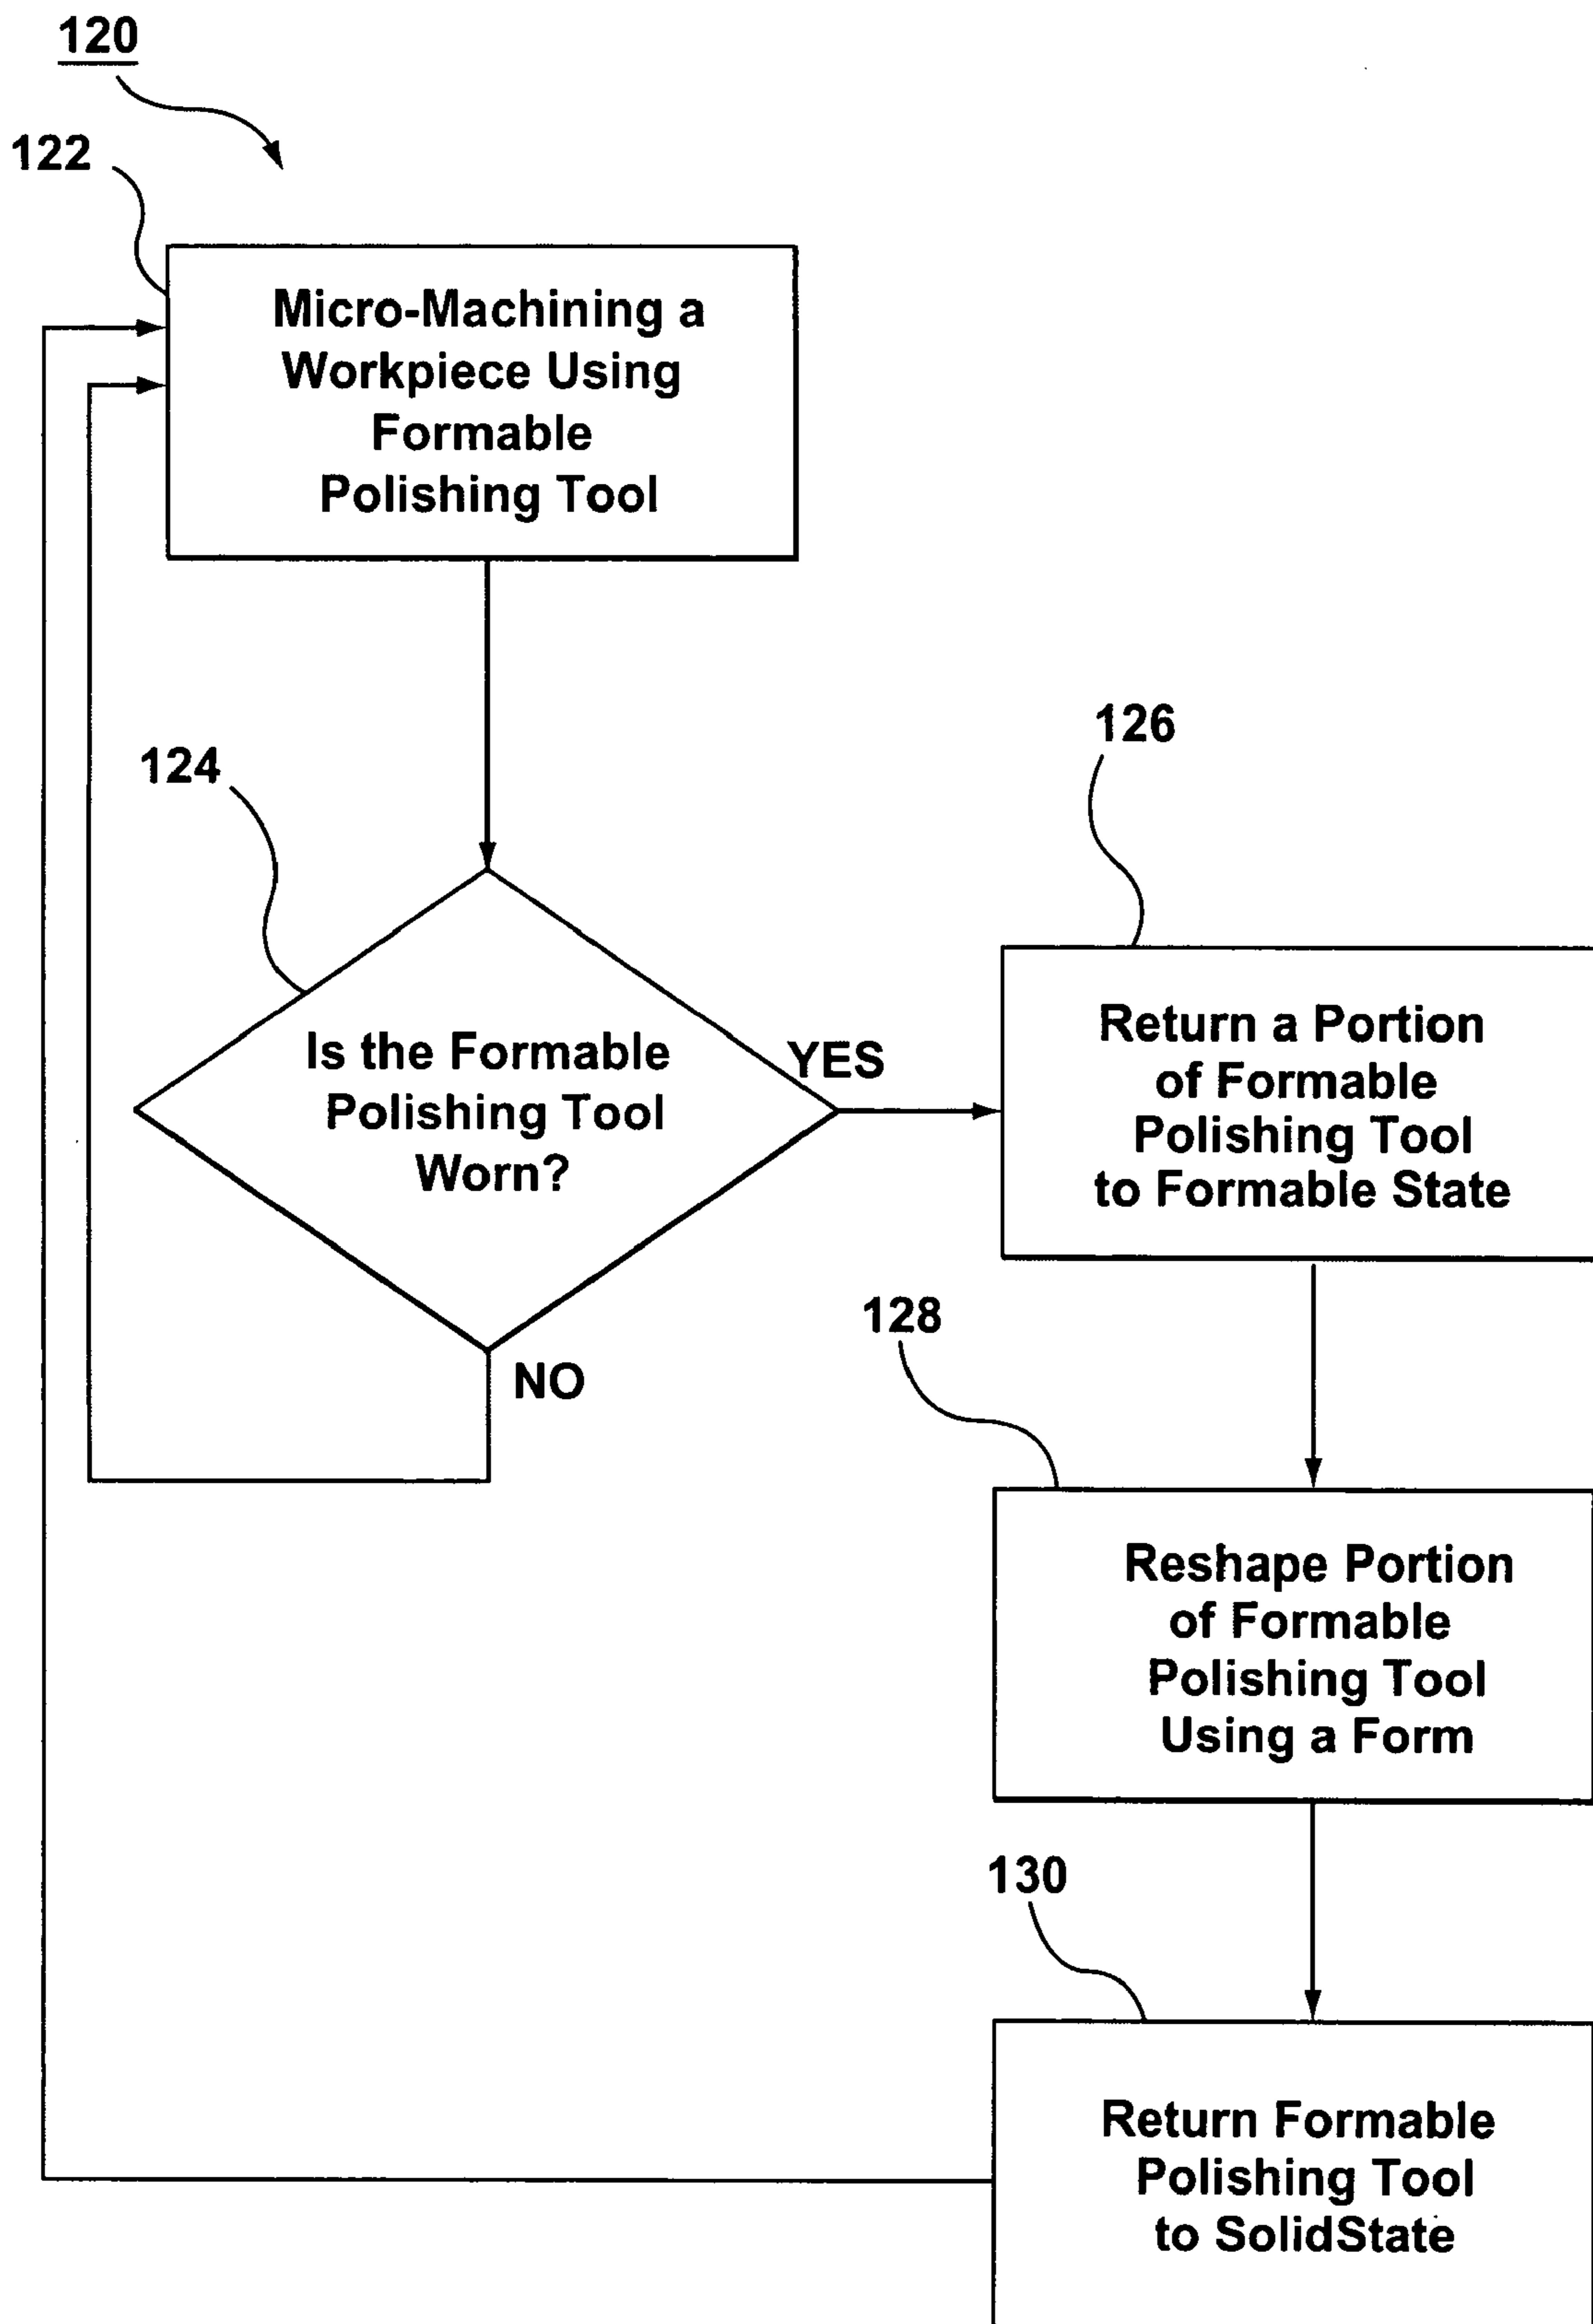 120
122
Micro-Machining a
Workpiece Using
Formable
Polishing Tool
124
126
Is the Formable
Polishing Tool
Worn?
YES
NO
Return a Portion
of Formable
Polishing Tool
to Formable State
128
Reshape Portion
of Formable
Polishing Tool
Using a Form
130
Return Formable
Polishing Tool
to SolidState